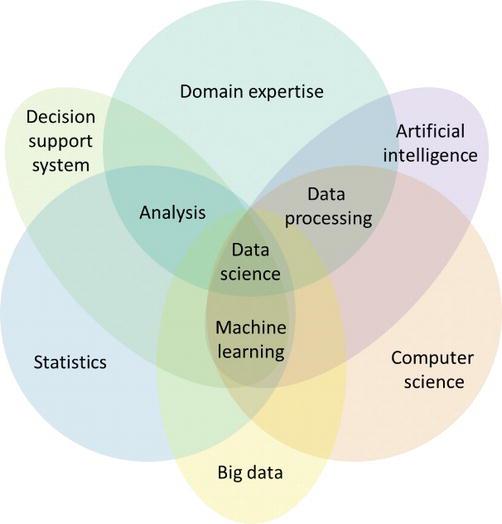 Domain expertise
Decision
support
system
Artificial
intelligence
Analysis
Data
processing
Data
science
Machine
learning
Statistics
Computer
science
Big data